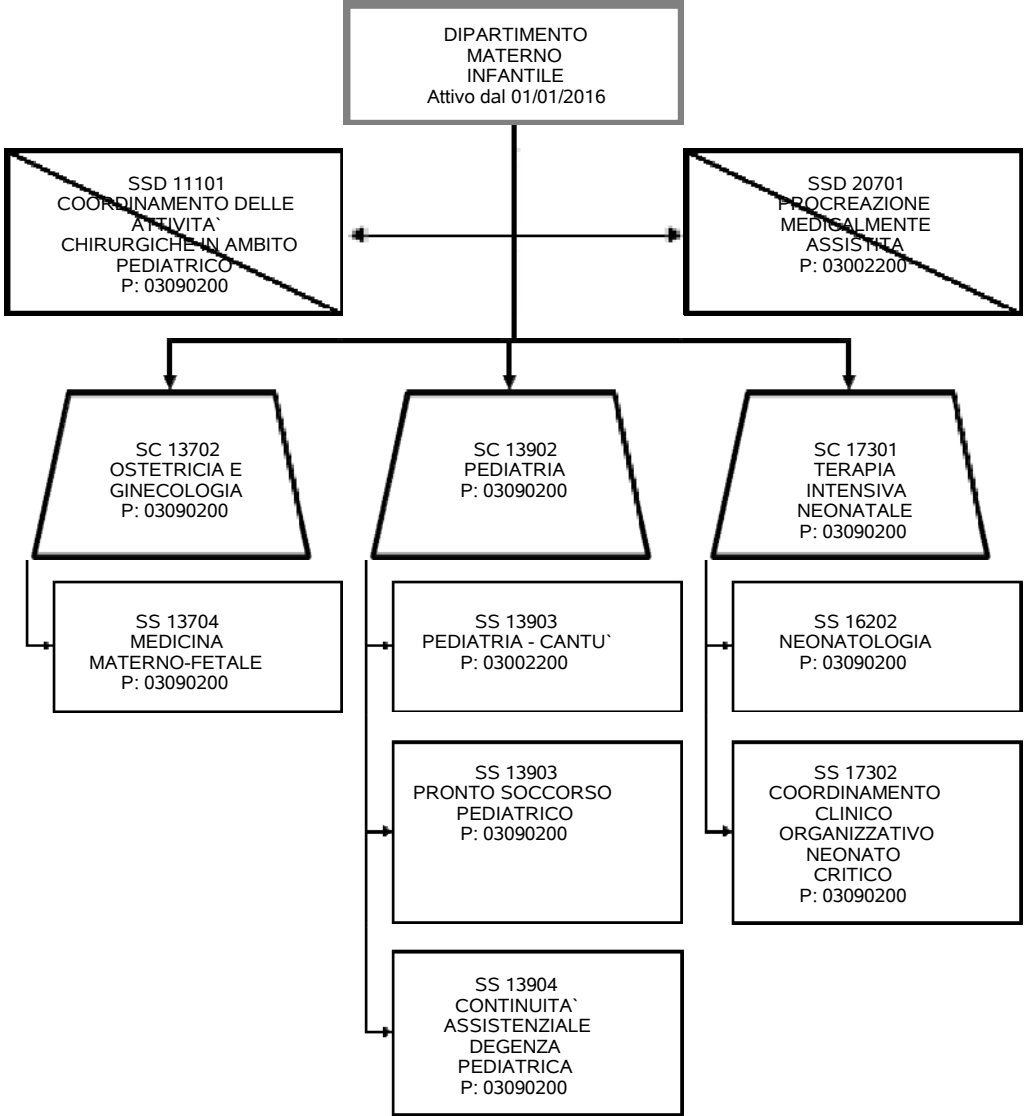 DIPARTIMENTO
MATERNO
INFANTILE
Attivo dal 01/01/2016
SSD 11101
COORDINAMENTO DELLE
ATTIVITA`
CHIRURGICHE IN AMBITO
PEDIATRICO
P: 03090200
SSD 20701
PROCREAZIONE
MEDICALMENTE
ASSISTITA
P: 03002200
SC 13702
OSTETRICIA E
GINECOLOGIA
P: 03090200
SC 13902
PEDIATRIA
P: 03090200
SC 17301
TERAPIA
INTENSIVA
NEONATALE
P: 03090200
SS 13704
MEDICINA
MATERNO-FETALE
P: 03090200
SS 13903
PEDIATRIA - CANTU`
P: 03002200
SS 16202
NEONATOLOGIA
P: 03090200
SS 13903
PRONTO SOCCORSO
PEDIATRICO
P: 03090200
SS 17302
COORDINAMENTO
CLINICO
ORGANIZZATIVO
NEONATO
CRITICO
P: 03090200
SS 13904
CONTINUITA`
ASSISTENZIALE
DEGENZA
PEDIATRICA
P: 03090200